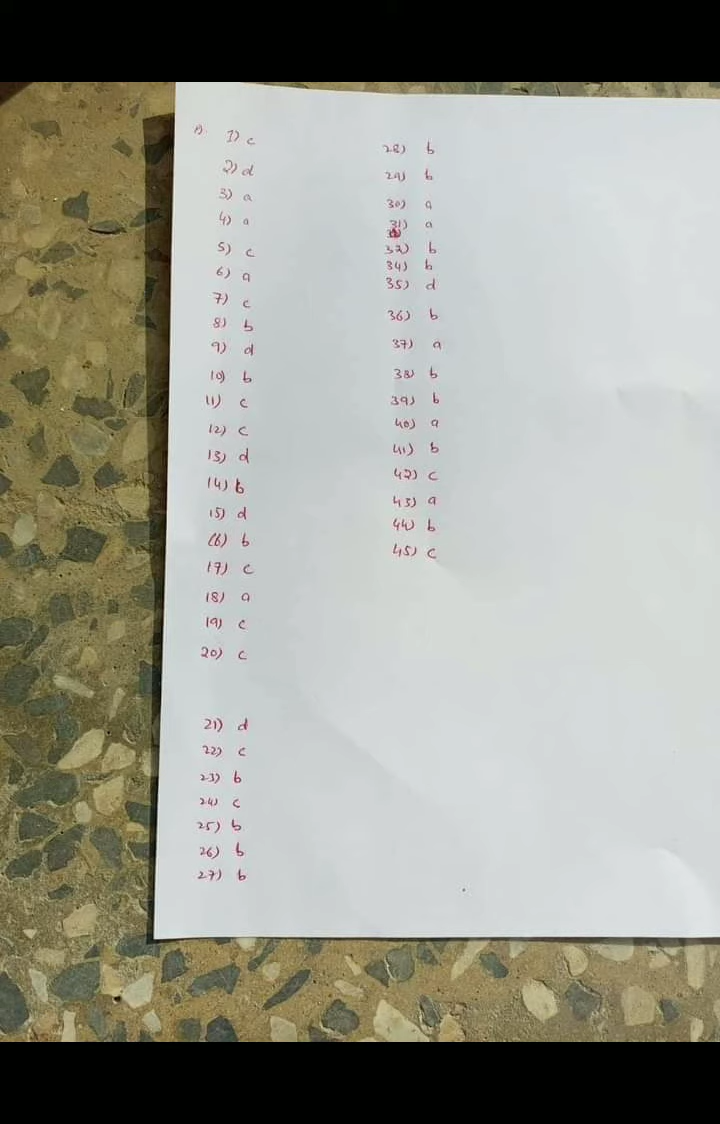 A. 1) c
2) d
3) a
4) a
5) c
6) a
7) c
8) b
9) d
10) b
11) c
12) c
13) d
14) b
15) d
16) b
17) c
18) a
19) c
20) c
21) d
22) c
23) b
24) c
25) b
26) b
27) b
28) b
29) b
30) a
31) a
32) b
34) b
35) d
36) b
37) a
38) b
39) b
40) a
41) b
42) c
43) a
44) b
45) c